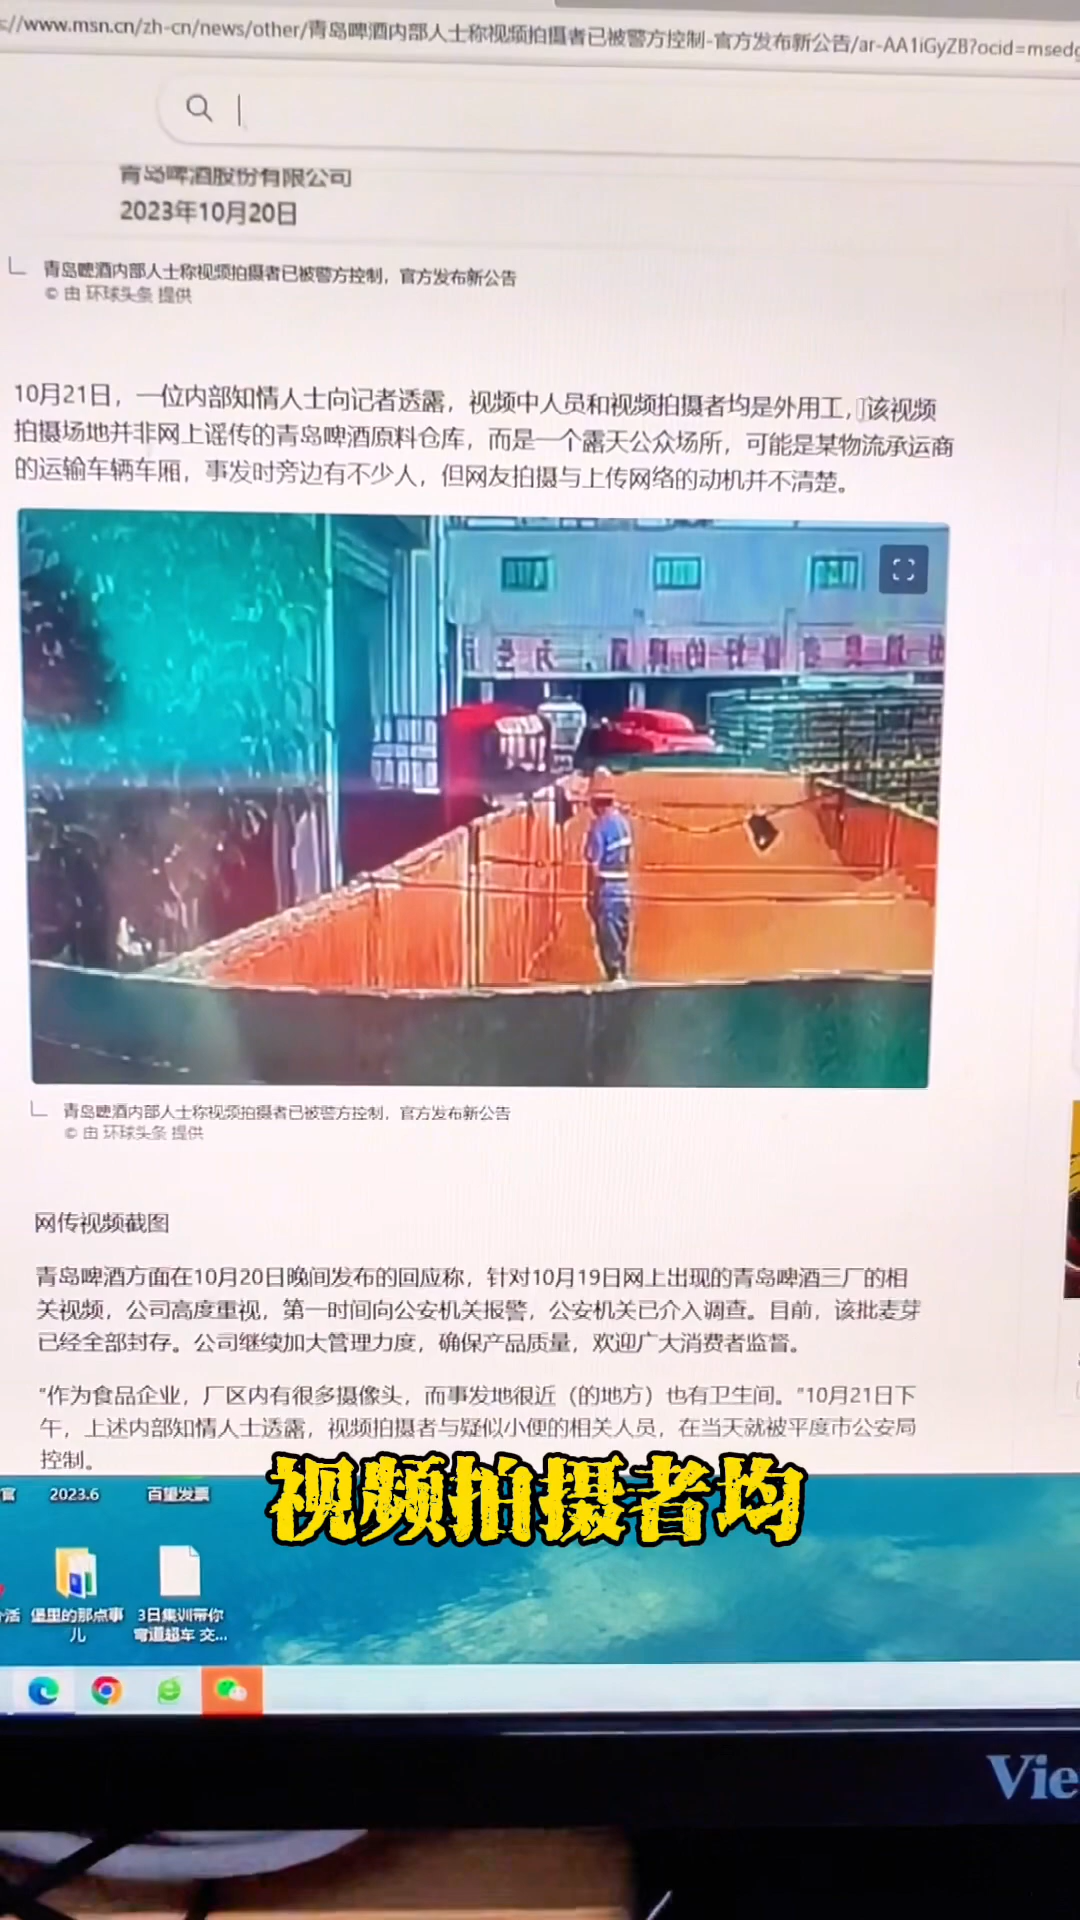 s://www.msn.cn/zh-cn/news/other/青岛啤酒内部人士称视频拍摄者已被警方控制-官方发布新公告/ar-AA1iGyZB?ocid=msedg
青岛啤酒股份有限公司
2023年10月20日
青岛啤酒内部人士称视频拍摄者已被警方控制，官方发布新公告
© 由 环球头条 提供
10月21日，一位内部知情人士向记者透露，视频中人员和视频拍摄者均是外用工，该视频
拍摄场地并非网上谣传的青岛啤酒原料仓库，而是一个露天公众场所，可能是某物流承运商
的运输车辆车厢，事发时旁边有不少人，但网友拍摄与上传网络的动机并不清楚。
青岛啤酒内部人士称视频拍摄者已被警方控制，官方发布新公告
© 由 环球头条 提供
网传视频截图
青岛啤酒方面在10月20日晚间发布的回应称，针对10月19日网上出现的青岛啤酒三厂的相
关视频，公司高度重视，第一时间向公安机关报警，公安机关已介入调查。目前，该批麦芽
已经全部封存。公司继续加大管理力度，确保产品质量，欢迎广大消费者监督。
“作为食品企业，厂区内有很多摄像头，而事发地很近（的地方）也有卫生间。”10月21日下
午，上述内部知情人士透露，视频拍摄者与疑似小便的相关人员，在当天就被平度市公安局
控制。
视频拍摄者均
官 2023.6 百望发票
活 堡里的那点事 3日集训带你
儿 弯道超车 交...
Vie